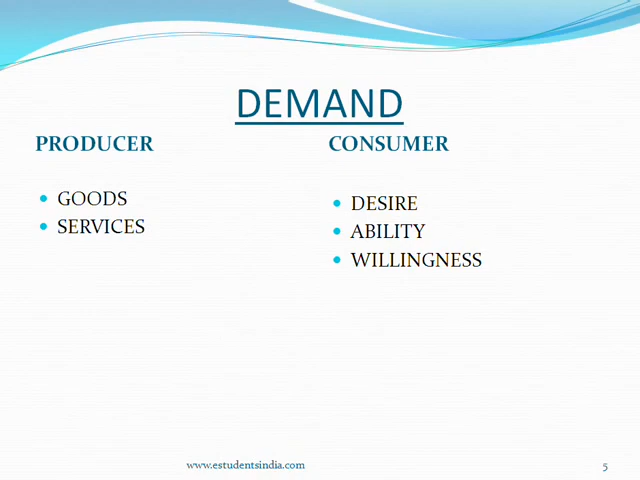 DEMAND
PRODUCER
GOODS
SERVICES
CONSUMER
DESIRE
ABILITY
WILLINGNESS
www.estudentsindia.com
5